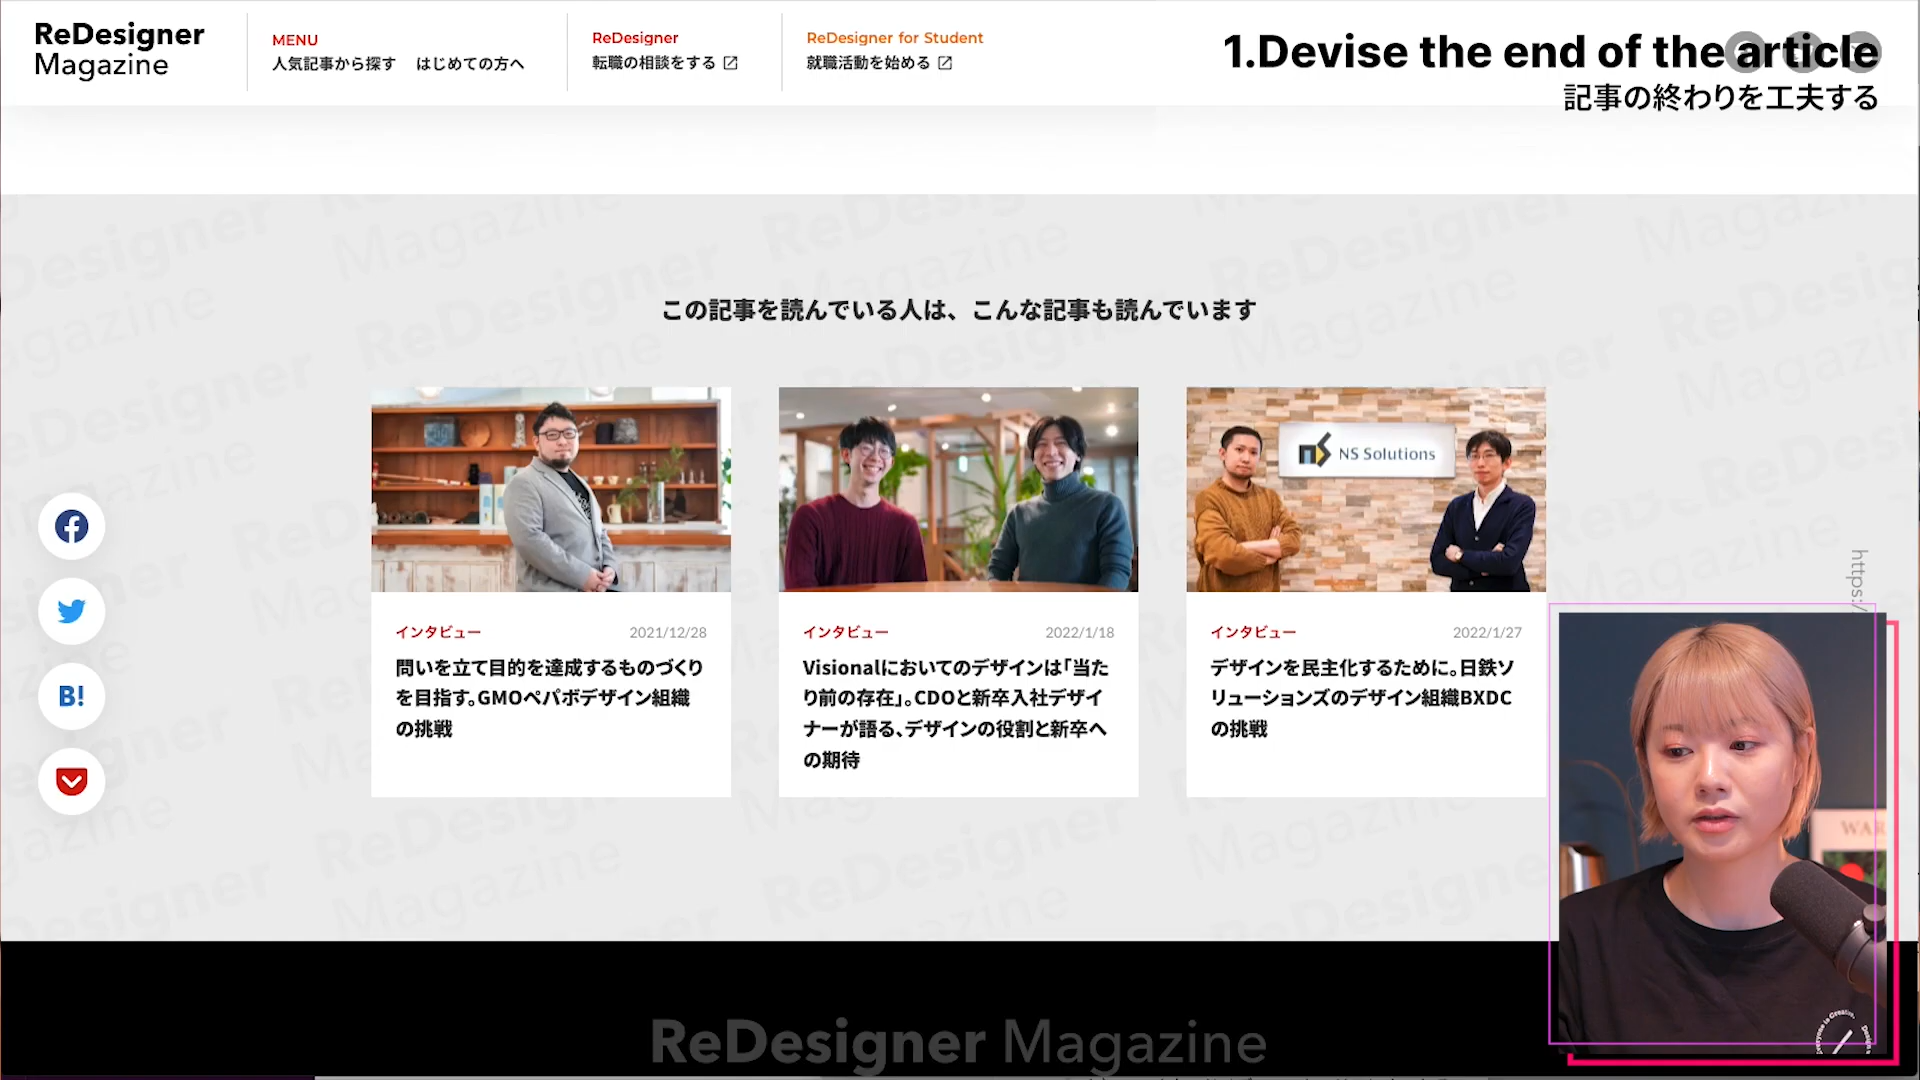 ReDesigner
Magazine
MENU
人気記事から探す はじめての方へ
ReDesigner
転職の相談をする
ReDesigner for Student
就職活動を始める
1.Devise the end of the article
記事の終わりを工夫する
この記事を読んでいる人は、こんな記事も読んでいます
NS Solutions
インタビュー 2021/12/28
問いを立て目的を達成するものづくり
を目指す。GMOペパボデザイン組織
の挑戦
インタビュー 2022/1/18
Visionalにおいてのデザインは「当た
り前の存在」。CDOと新卒入社デザイ
ナーが語る、デザインの役割と新卒へ
の期待
インタビュー 2022/1/27
デザインを民主化するために。日鉄ソ
リューションズのデザイン組織BXDC
の挑戦
B!
https:/
WAR
ReDesigner Magazine